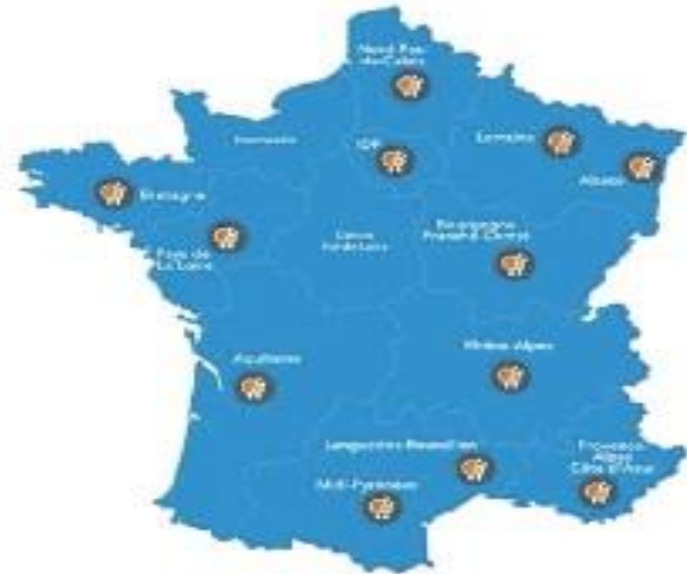 Nord-Pas-
de-Calais
Normandie
IDF
Lorraine
Alsace
Bretagne
Pays de
La Loire
Centre
Val de Loire
Bourgogne
Franche-Comté
Aquitaine
Rhône-Alpes
Languedoc-Roussillon
Midi-Pyrénées
Provence
Alpes
Côte d'Azur